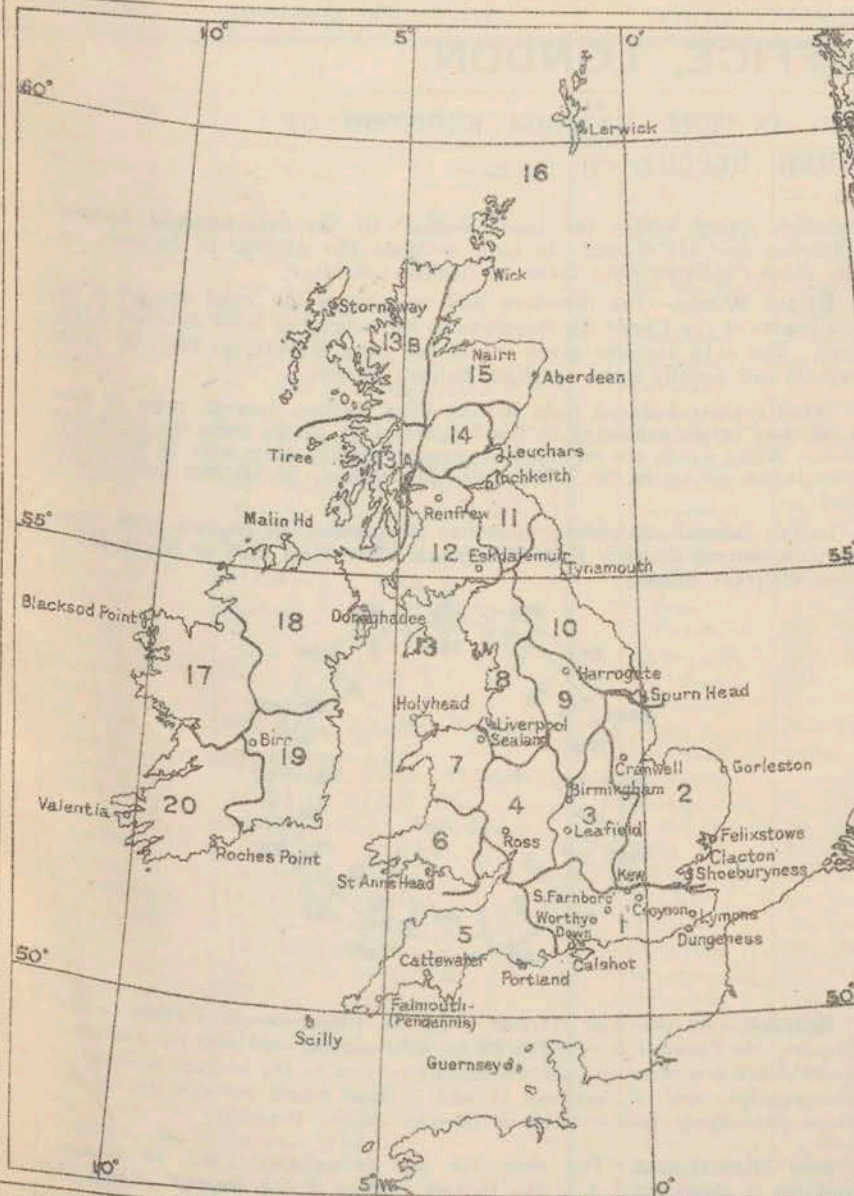 10°
5°
0°
60°
Lerwick
16
Wick
Stornoway
13 B
Nairn
15
Aberdeen
14
Tiree
13 A
Leuchars
Inchkeith
Renfrew
Malin Hd
11
55°
12
Eskdalemuir
Tynemouth
55°
Blacksod Point
18
Donaghadee
10
13
17
8
Harrogate
9
Spurn Head
Holyhead
Liverpool
Birr
Sealand
19
7
Cranwell
Gorleston
Birmingham
2
20
4
3
Valentia
Ross
Leafield
Felixstowe
6
Clacton
Roches Point
Shoeburyness
St Anns Head
Kew
S. Farnboro'
Croydon
Lympne
Worthy
Down
1
5
Dungeness
Cattewater
Calshot
Portland
50°
50°
Falmouth-
(Pendennis)
Scilly
Guernsey
10°
5° W.
0°